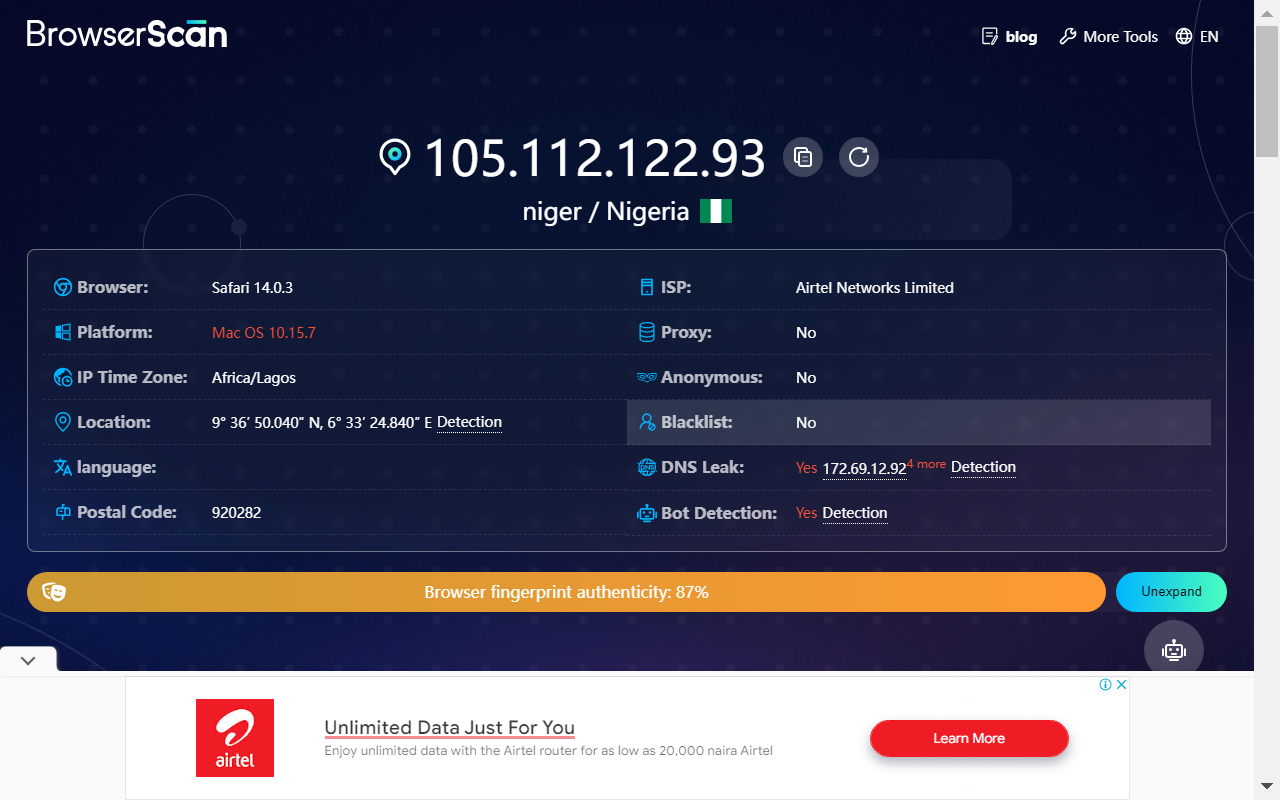 BrowserScan
blog More Tools EN
105.112.122.93
niger / Nigeria
Browser: Safari 14.0.3 ISP: Airtel Networks Limited
Platform: Mac OS 10.15.7 Proxy: No
IP Time Zone: Africa/Lagos Anonymous: No
Location: 9° 36′ 50.040″ N, 6° 33′ 24.840″ E Detection Blacklist: No
language: DNS Leak: Yes 172.69.12.92 4 more Detection
Postal Code: 920282 Bot Detection: Yes Detection
Browser fingerprint authenticity: 87% Unexpand
Unlimited Data Just For You
Enjoy unlimited data with the Airtel router for as low as 20,000 naira Airtel
airtel
Learn More